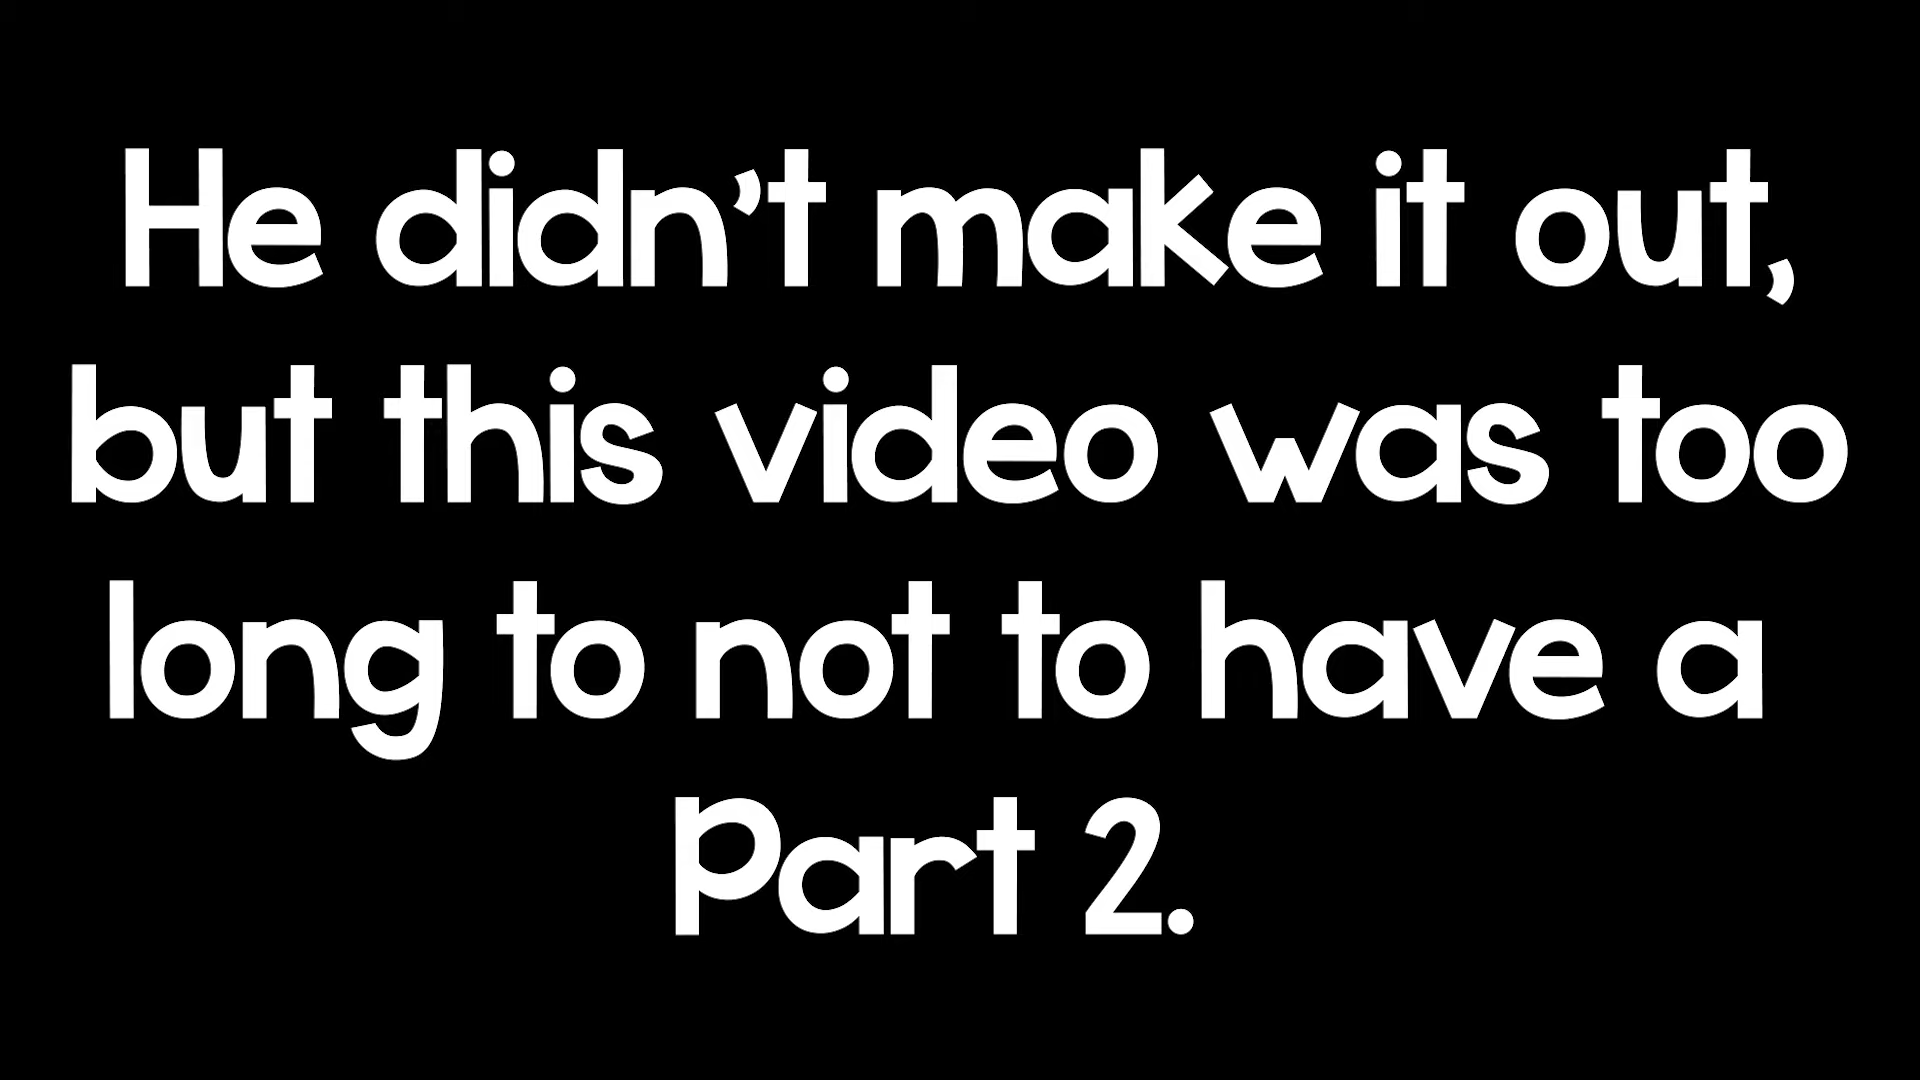 He didn’t make it out,
but this video was too
long to not to have a
Part 2.